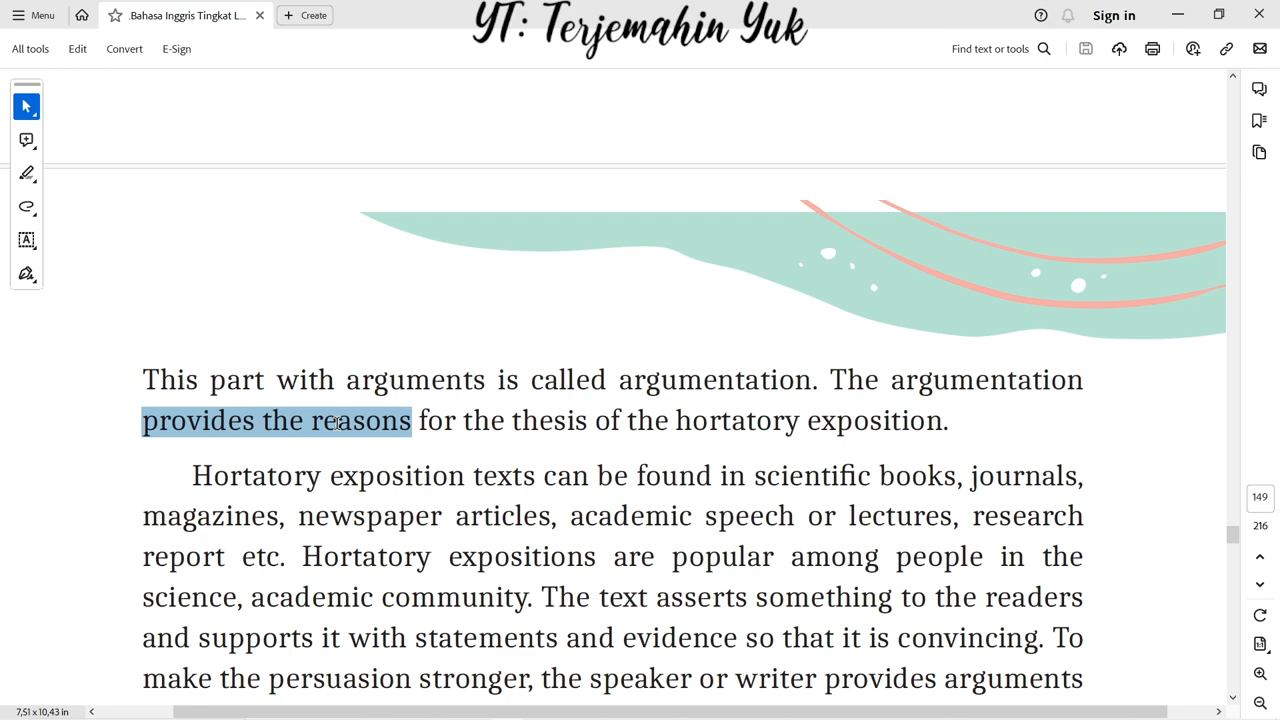 Menu
.Bahasa Inggris Tingkat L...
Create
YT: Terjemahin Yuk
Sign in
All tools
Edit
Convert
E-Sign
Find text or tools
This part with arguments is called argumentation. The argumentation
provides the reasons for the thesis of the hortatory exposition.
Hortatory exposition texts can be found in scientific books, journals,
magazines, newspaper articles, academic speech or lectures, research
report etc. Hortatory expositions are popular among people in the
science, academic community. The text asserts something to the readers
and supports it with statements and evidence so that it is convincing. To
make the persuasion stronger, the speaker or writer provides arguments
149
216
7,51 x 10,43 in